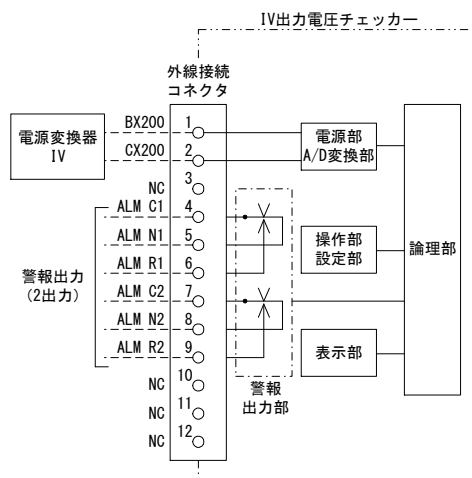 IV出力電圧チェッカー
外線接続
コネクタ
電源変換器
IV
BX200
CX200
NC
ALM C1
ALM N1
ALM R1
ALM C2
ALM N2
ALM R2
NC
NC
NC
警報出力
(2出力)
1
2
3
4
5
6
7
8
9
10
11
12
警報
出力部
電源部
A/D変換部
操作部
設定部
表示部
論理部